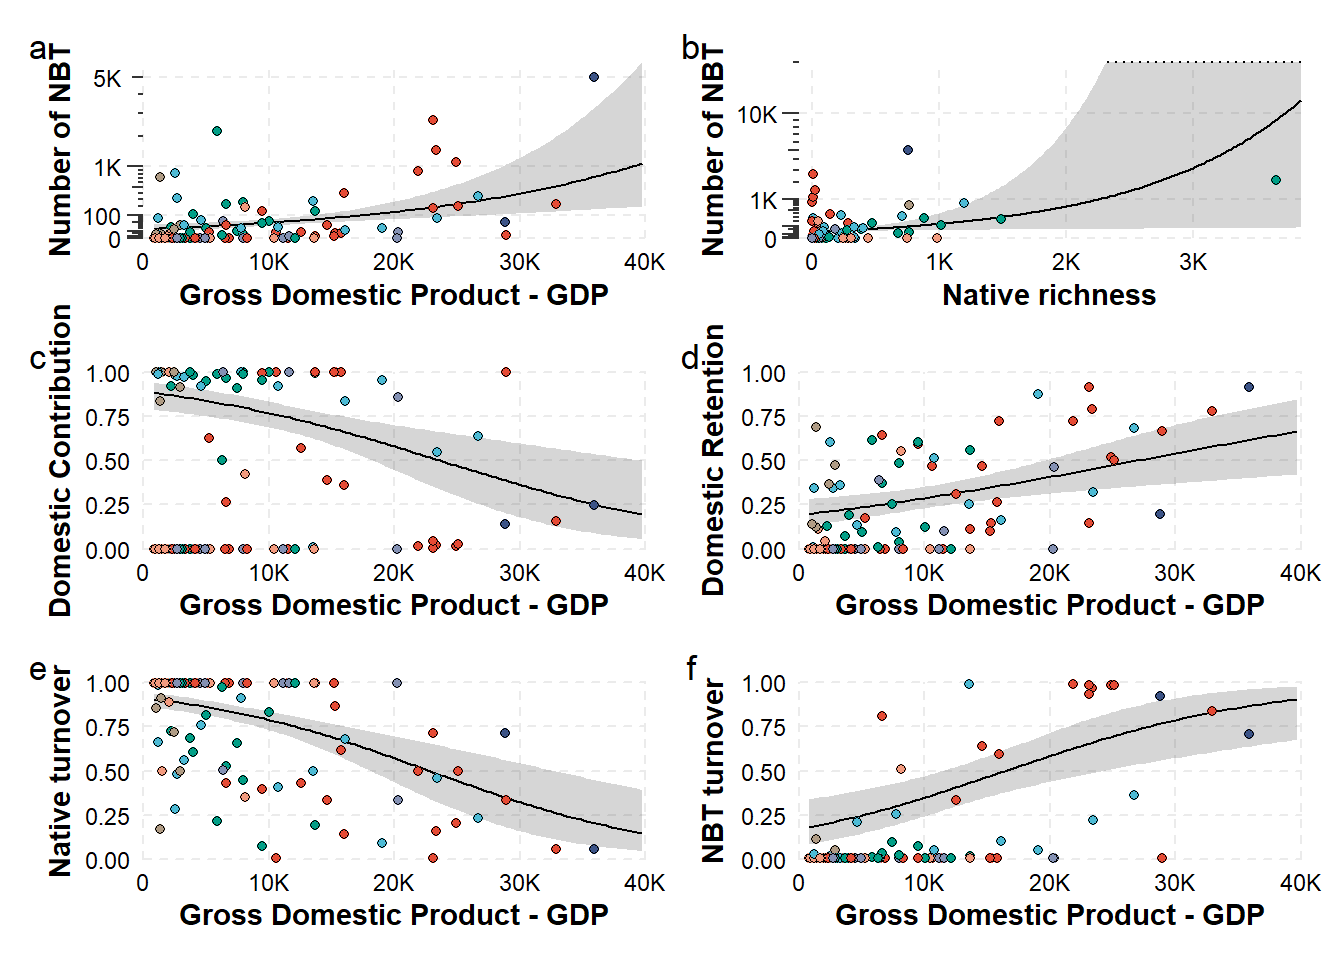 a
Number of NBT
5K
1K
100
0
0 10K 20K 30K 40K
Gross Domestic Product - GDP
b
Number of NBT
10K
1K
0
0 1K 2K 3K
Native richness
c
Domestic Contribution
1.00
0.75
0.50
0.25
0.00
0 10K 20K 30K 40K
Gross Domestic Product - GDP
d
Domestic Retention
1.00
0.75
0.50
0.25
0.00
0 10K 20K 30K 40K
Gross Domestic Product - GDP
e
Native turnover
1.00
0.75
0.50
0.25
0.00
0 10K 20K 30K 40K
Gross Domestic Product - GDP
f
NBT turnover
1.00
0.75
0.50
0.25
0.00
0 10K 20K 30K 40K
Gross Domestic Product - GDP